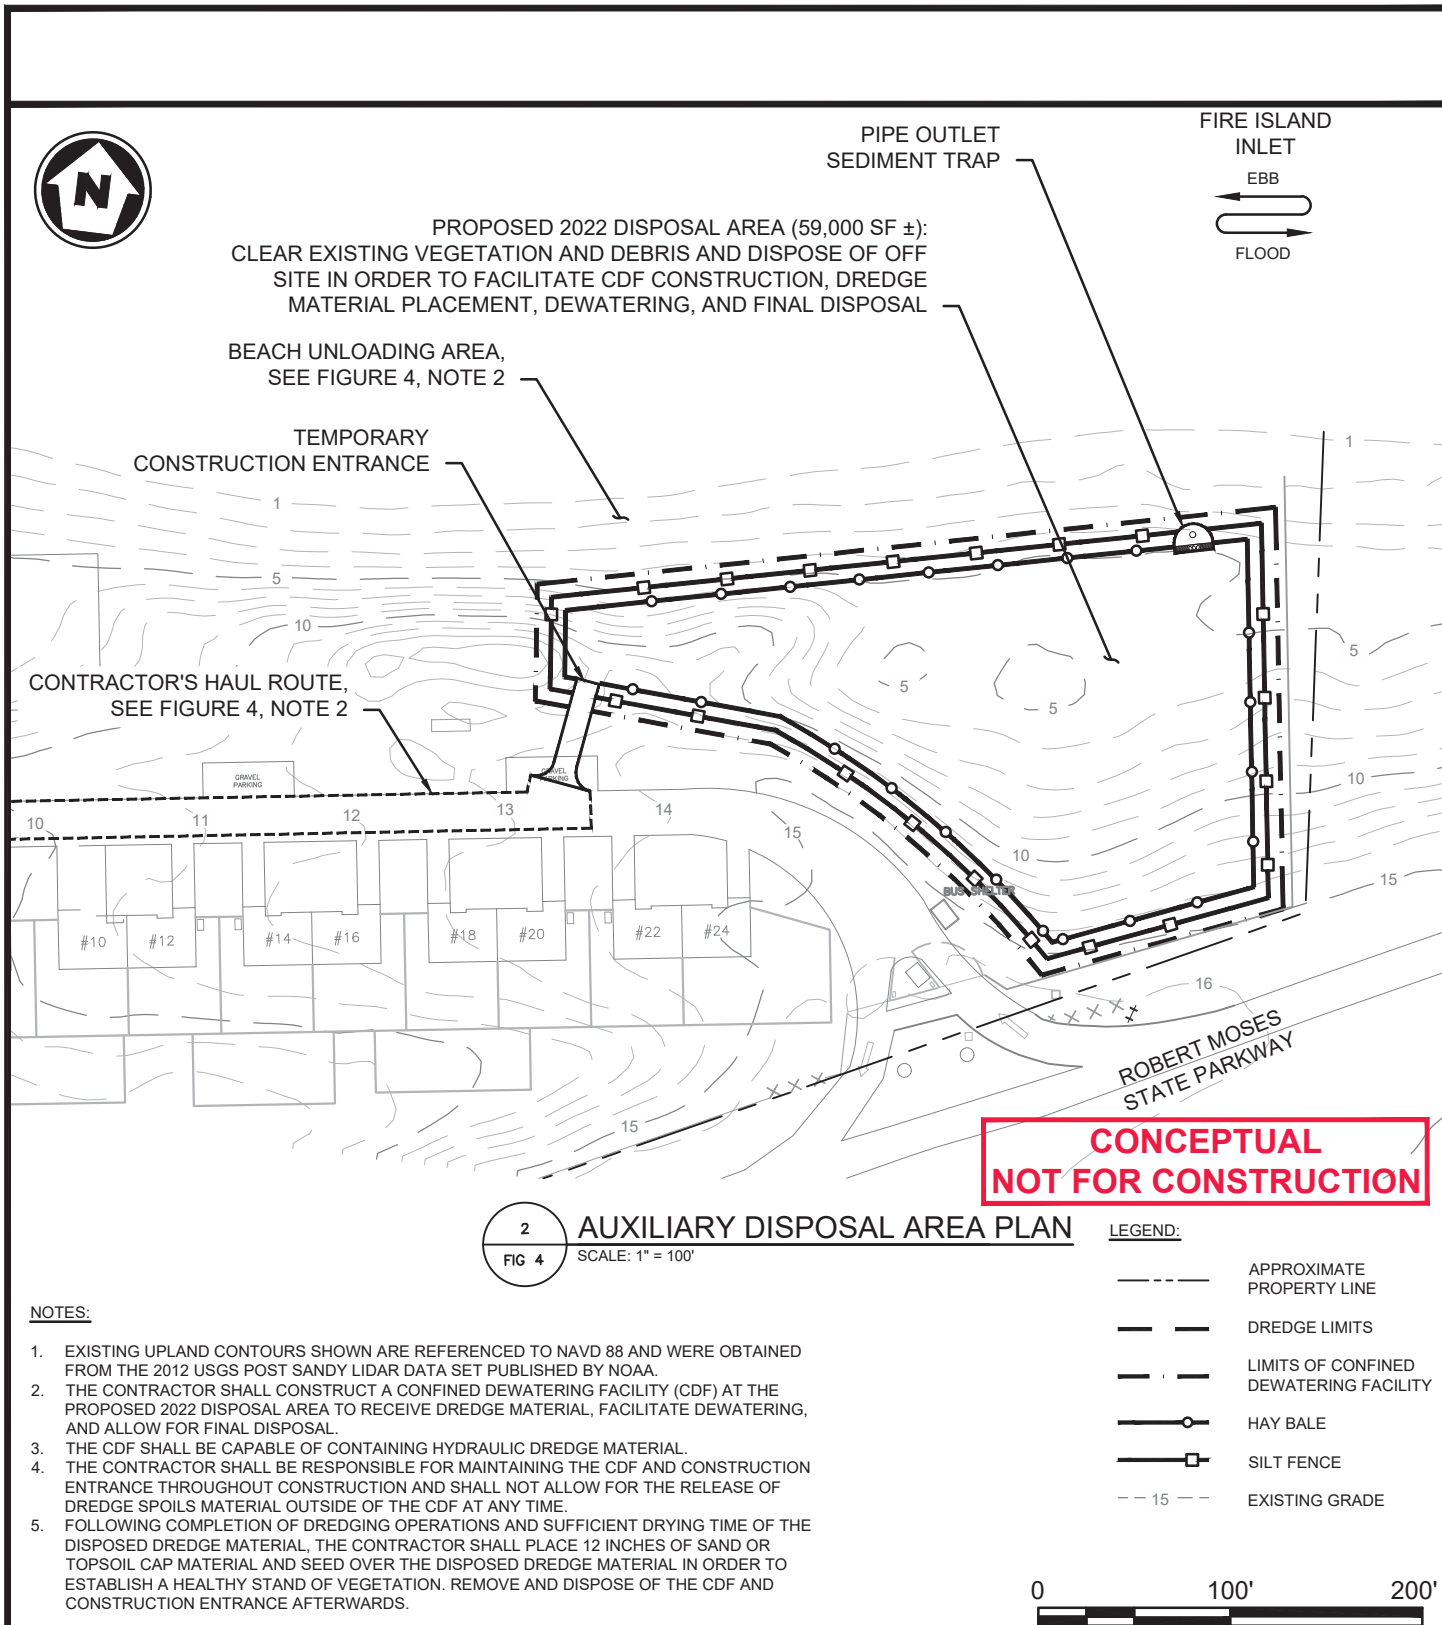 FIRE ISLAND
INLET
EBB
FLOOD
PIPE OUTLET
SEDIMENT TRAP
N
PROPOSED 2022 DISPOSAL AREA (59,000 SF ±):
CLEAR EXISTING VEGETATION AND DEBRIS AND DISPOSE OF OFF
SITE IN ORDER TO FACILITATE CDF CONSTRUCTION, DREDGE
MATERIAL PLACEMENT, DEWATERING, AND FINAL DISPOSAL
BEACH UNLOADING AREA,
SEE FIGURE 4, NOTE 2
TEMPORARY
CONSTRUCTION ENTRANCE
1
1
5
10
5
5
5
CONTRACTOR'S HAUL ROUTE,
SEE FIGURE 4, NOTE 2
GRAVEL
PARKING
GRAVEL
PARKING
10
11
12
13
14
15
10
10
15
BUS SHELTER
#10
#12
#14
#16
#18
#20
#22
#24
16
15
ROBERT MOSES
STATE PARKWAY
CONCEPTUAL
NOT FOR CONSTRUCTION
2
FIG 4
AUXILIARY DISPOSAL AREA PLAN
SCALE: 1" = 100'
LEGEND:
APPROXIMATE
PROPERTY LINE
DREDGE LIMITS
LIMITS OF CONFINED
DEWATERING FACILITY
HAY BALE
SILT FENCE
15
EXISTING GRADE
NOTES:
1. EXISTING UPLAND CONTOURS SHOWN ARE REFERENCED TO NAVD 88 AND WERE OBTAINED
FROM THE 2012 USGS POST SANDY LIDAR DATA SET PUBLISHED BY NOAA.
2. THE CONTRACTOR SHALL CONSTRUCT A CONFINED DEWATERING FACILITY (CDF) AT THE
PROPOSED 2022 DISPOSAL AREA TO RECEIVE DREDGE MATERIAL, FACILITATE DEWATERING,
AND ALLOW FOR FINAL DISPOSAL.
3. THE CDF SHALL BE CAPABLE OF CONTAINING HYDRAULIC DREDGE MATERIAL.
4. THE CONTRACTOR SHALL BE RESPONSIBLE FOR MAINTAINING THE CDF AND CONSTRUCTION
ENTRANCE THROUGHOUT CONSTRUCTION AND SHALL NOT ALLOW FOR THE RELEASE OF
DREDGE SPOILS MATERIAL OUTSIDE OF THE CDF AT ANY TIME.
5. FOLLOWING COMPLETION OF DREDGING OPERATIONS AND SUFFICIENT DRYING TIME OF THE
DISPOSED DREDGE MATERIAL, THE CONTRACTOR SHALL PLACE 12 INCHES OF SAND OR
TOPSOIL CAP MATERIAL AND SEED OVER THE DISPOSED DREDGE MATERIAL IN ORDER TO
ESTABLISH A HEALTHY STAND OF VEGETATION. REMOVE AND DISPOSE OF THE CDF AND
CONSTRUCTION ENTRANCE AFTERWARDS.
0 100' 200'